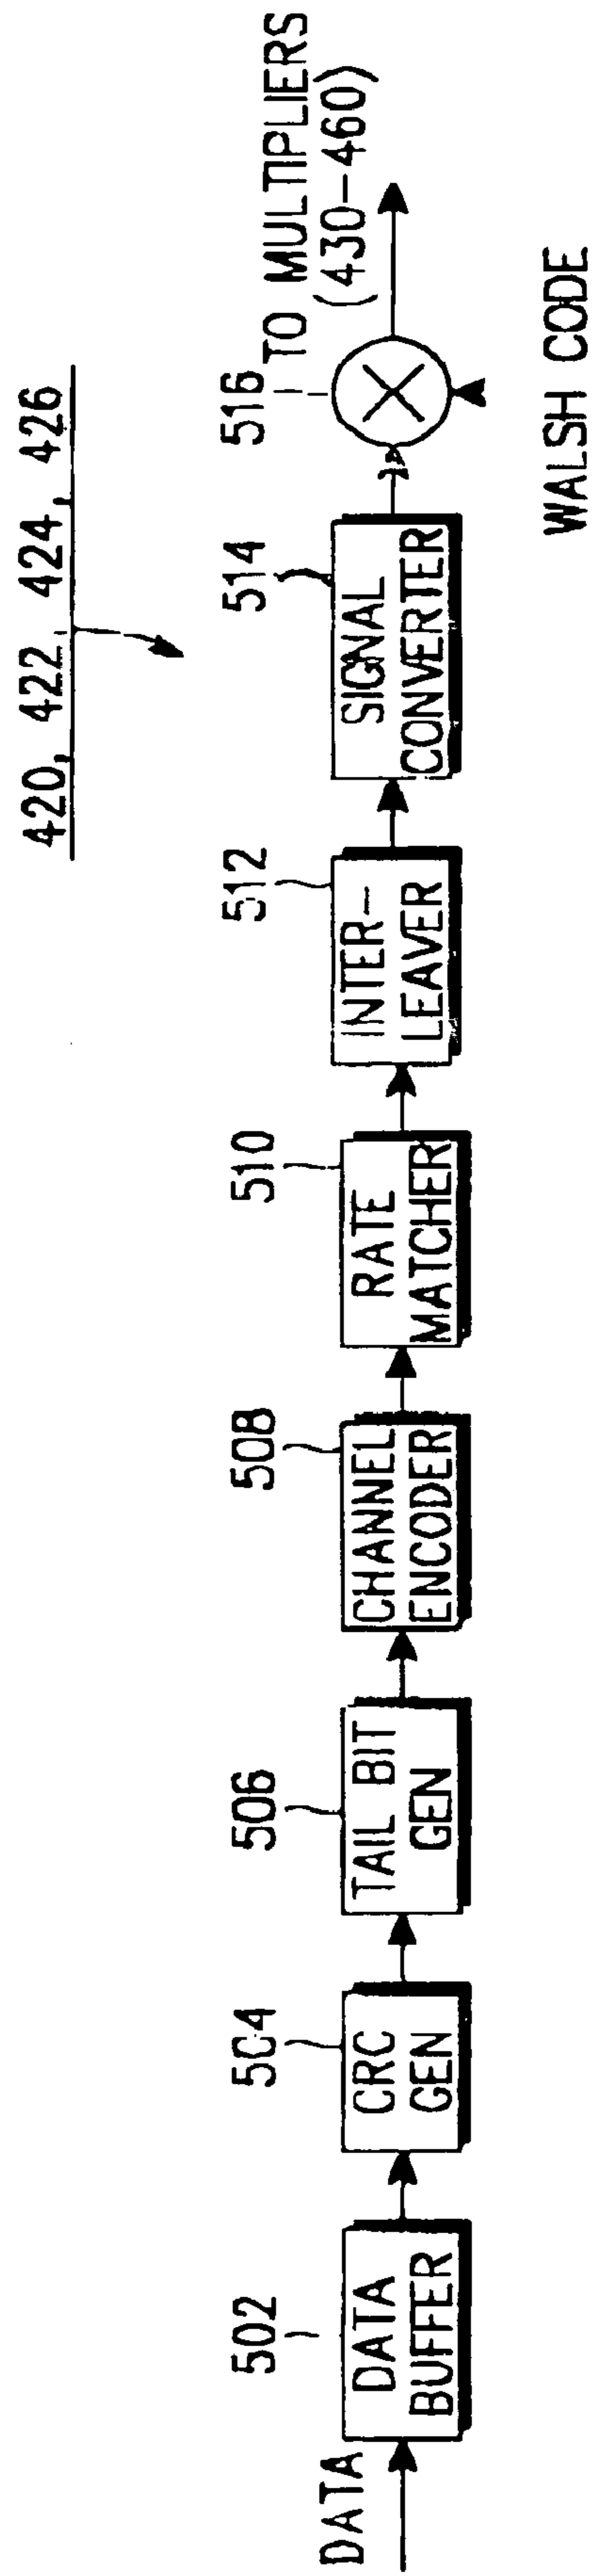 420, 422, 424, 426
DATA
502
DATA
BUFFER
504
CRC
GEN
506
TAIL BIT
GEN
508
CHANNEL
ENCODER
510
RATE
MATCHER
512
INTER-
LEAVER
514
SIGNAL
CONVERTER
516
TO MULTIPLIERS
(430-460)
WALSH CODE